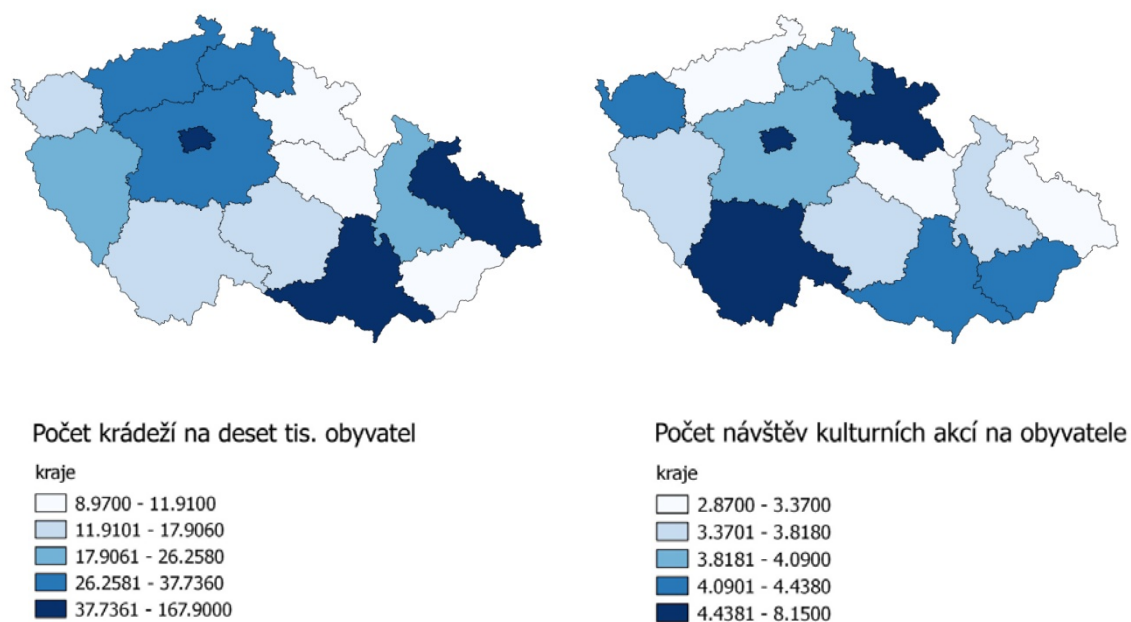 Počet krádeží na deset tis. obyvatel
kraje
8.9700 - 11.9100
11.9101 - 17.9060
17.9061 - 26.2580
26.2581 - 37.7360
37.7361 - 167.9000
Počet návštěv kulturních akcí na obyvatele
kraje
2.8700 - 3.3700
3.3701 - 3.8180
3.8181 - 4.0900
4.0901 - 4.4380
4.4381 - 8.1500